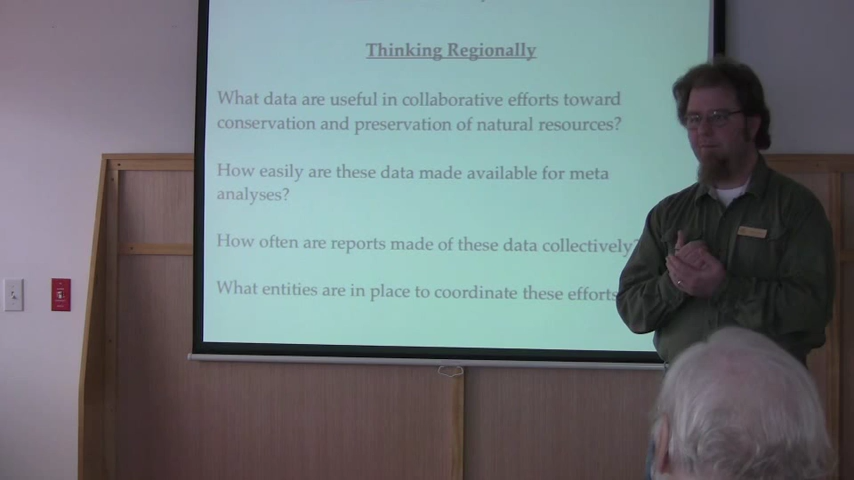 Thinking Regionally
What data are useful in collaborative efforts toward
conservation and preservation of natural resources?
How easily are these data made available for meta
analyses?
How often are reports made of these data collectively?
What entities are in place to coordinate these efforts